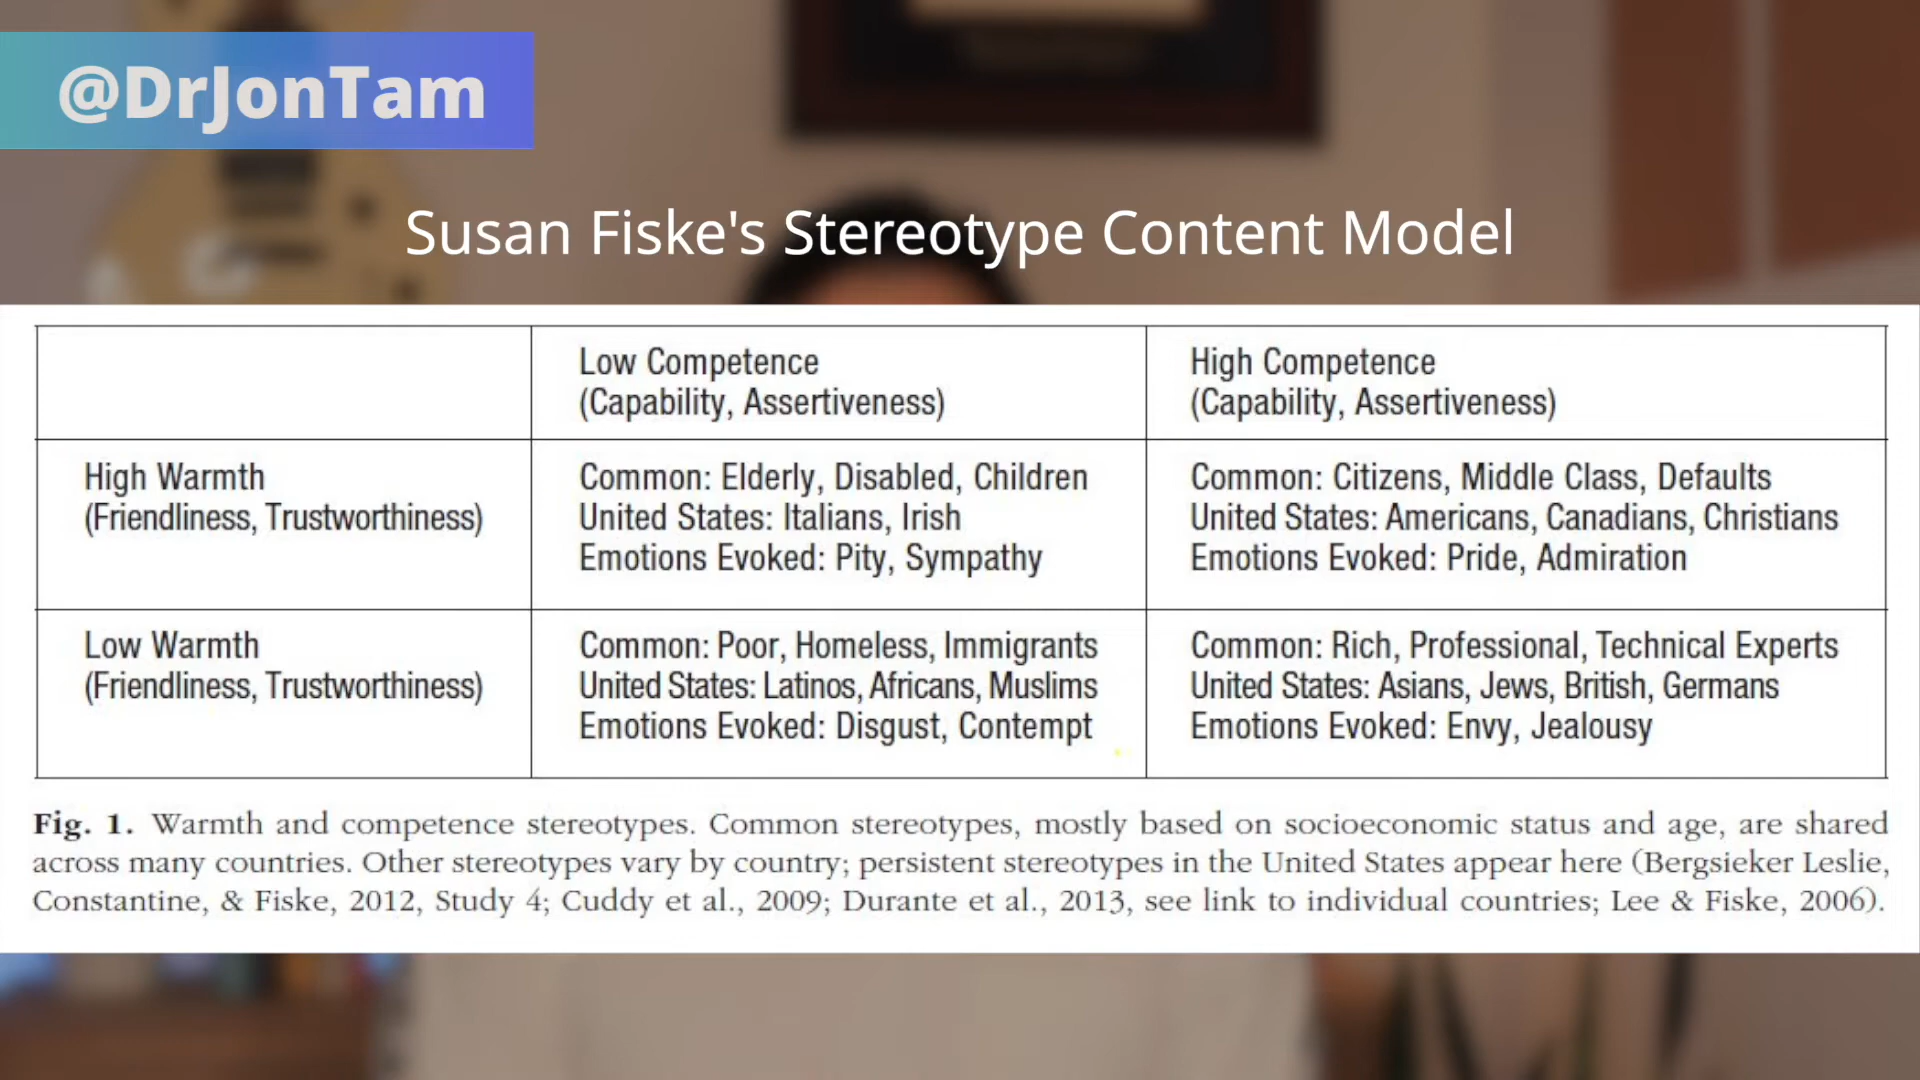 @DrJonTam
Susan Fiske's Stereotype Content Model
Low Competence
(Capability, Assertiveness)
High Competence
(Capability, Assertiveness)
High Warmth
(Friendliness, Trustworthiness)
Common: Elderly, Disabled, Children
United States: Italians, Irish
Emotions Evoked: Pity, Sympathy
Common: Citizens, Middle Class, Defaults
United States: Americans, Canadians, Christians
Emotions Evoked: Pride, Admiration
Low Warmth
(Friendliness, Trustworthiness)
Common: Poor, Homeless, Immigrants
United States: Latinos, Africans, Muslims
Emotions Evoked: Disgust, Contempt
Common: Rich, Professional, Technical Experts
United States: Asians, Jews, British, Germans
Emotions Evoked: Envy, Jealousy
Fig. 1. Warmth and competence stereotypes. Common stereotypes, mostly based on socioeconomic status and age, are shared
across many countries. Other stereotypes vary by country; persistent stereotypes in the United States appear here (Bergsieker Leslie,
Constantine, & Fiske, 2012, Study 4; Cuddy et al., 2009; Durante et al., 2013, see link to individual countries; Lee & Fiske, 2006).